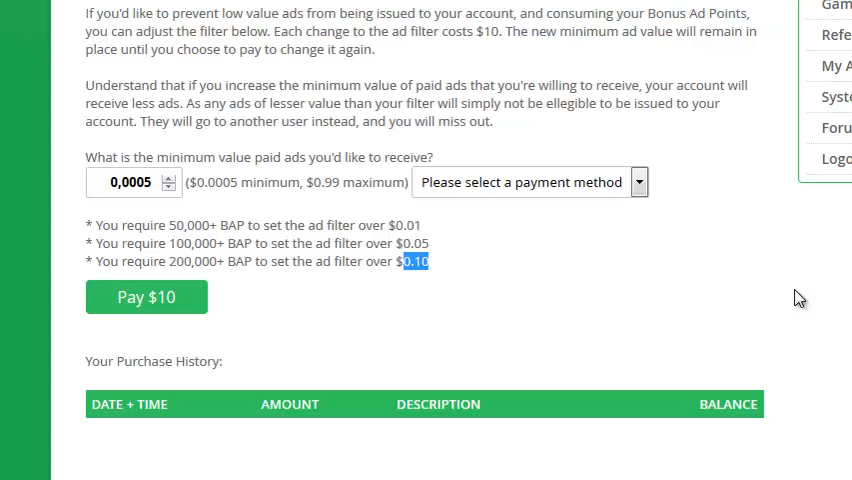 If you'd like to prevent low value ads from being issued to your account, and consuming your Bonus Ad Points,
you can adjust the filter below. Each change to the ad filter costs $10. The new minimum ad value will remain in
place until you choose to pay to change it again.
Understand that if you increase the minimum value of paid ads that you're willing to receive, your account will
receive less ads. As any ads of lesser value than your filter will simply not be ellegible to be issued to your
account. They will go to another user instead, and you will miss out.
What is the minimum value paid ads you'd like to receive?
0,0005 ($0.0005 minimum, $0.99 maximum) Please select a payment method
* You require 50,000+ BAP to set the ad filter over $0.01
* You require 100,000+ BAP to set the ad filter over $0.05
* You require 200,000+ BAP to set the ad filter over $0.10
Pay $10
Your Purchase History:
DATE + TIME AMOUNT DESCRIPTION BALANCE
Gam
Refe
My A
Syste
Foru
Logo